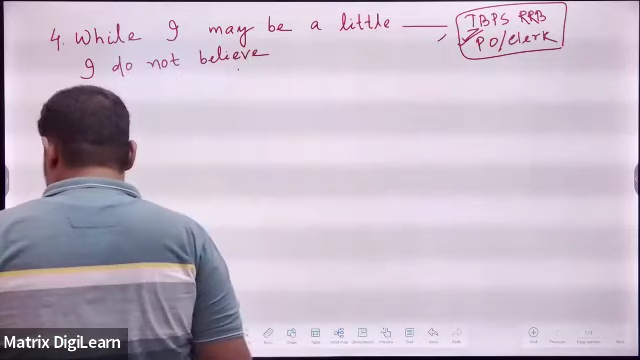 4. While I may be a little —— , IBPS RRB
PO/Clerk
I do not believe
Matrix DigiLearn